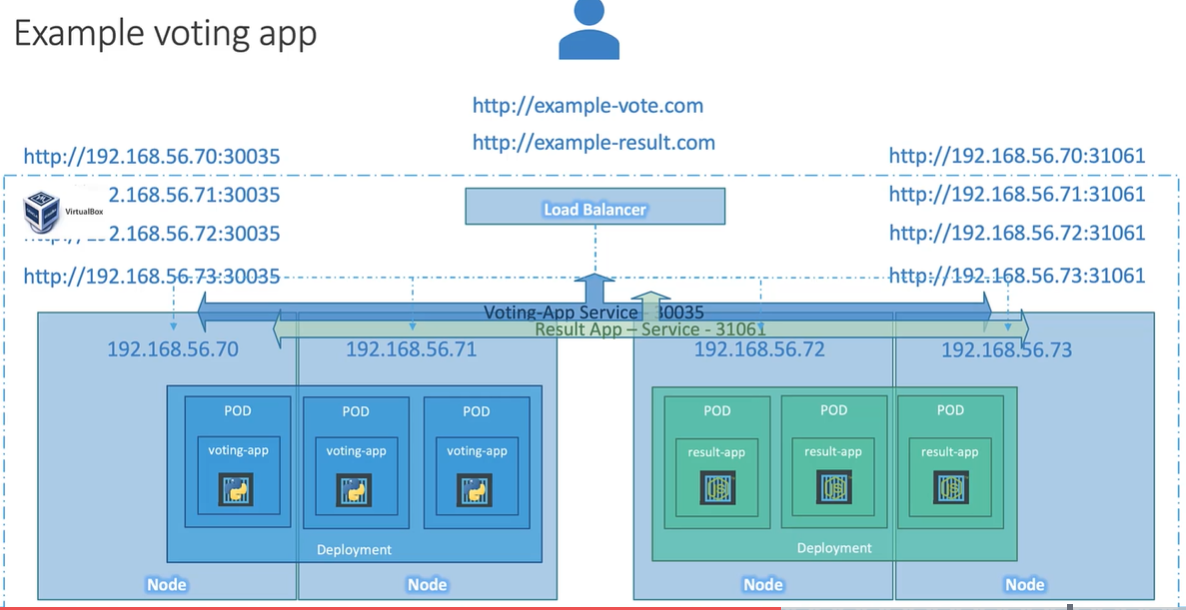 Example voting app
http://example-vote.com
http://example-result.com
http://192.168.56.70:30035
2.168.56.71:30035
2.168.56.72:30035
http://192.168.56.73:30035
VirtualBox
Load Balancer
http://192.168.56.70:31061
http://192.168.56.71:31061
http://192.168.56.72:31061
http://192.168.56.73:31061
Voting-App Service - 30035
Result App – Service - 31061
192.168.56.70
192.168.56.71
192.168.56.72
192.168.56.73
POD
voting-app
POD
voting-app
POD
voting-app
Deployment
POD
result-app
POD
result-app
POD
result-app
Deployment
Node
Node
Node
Node